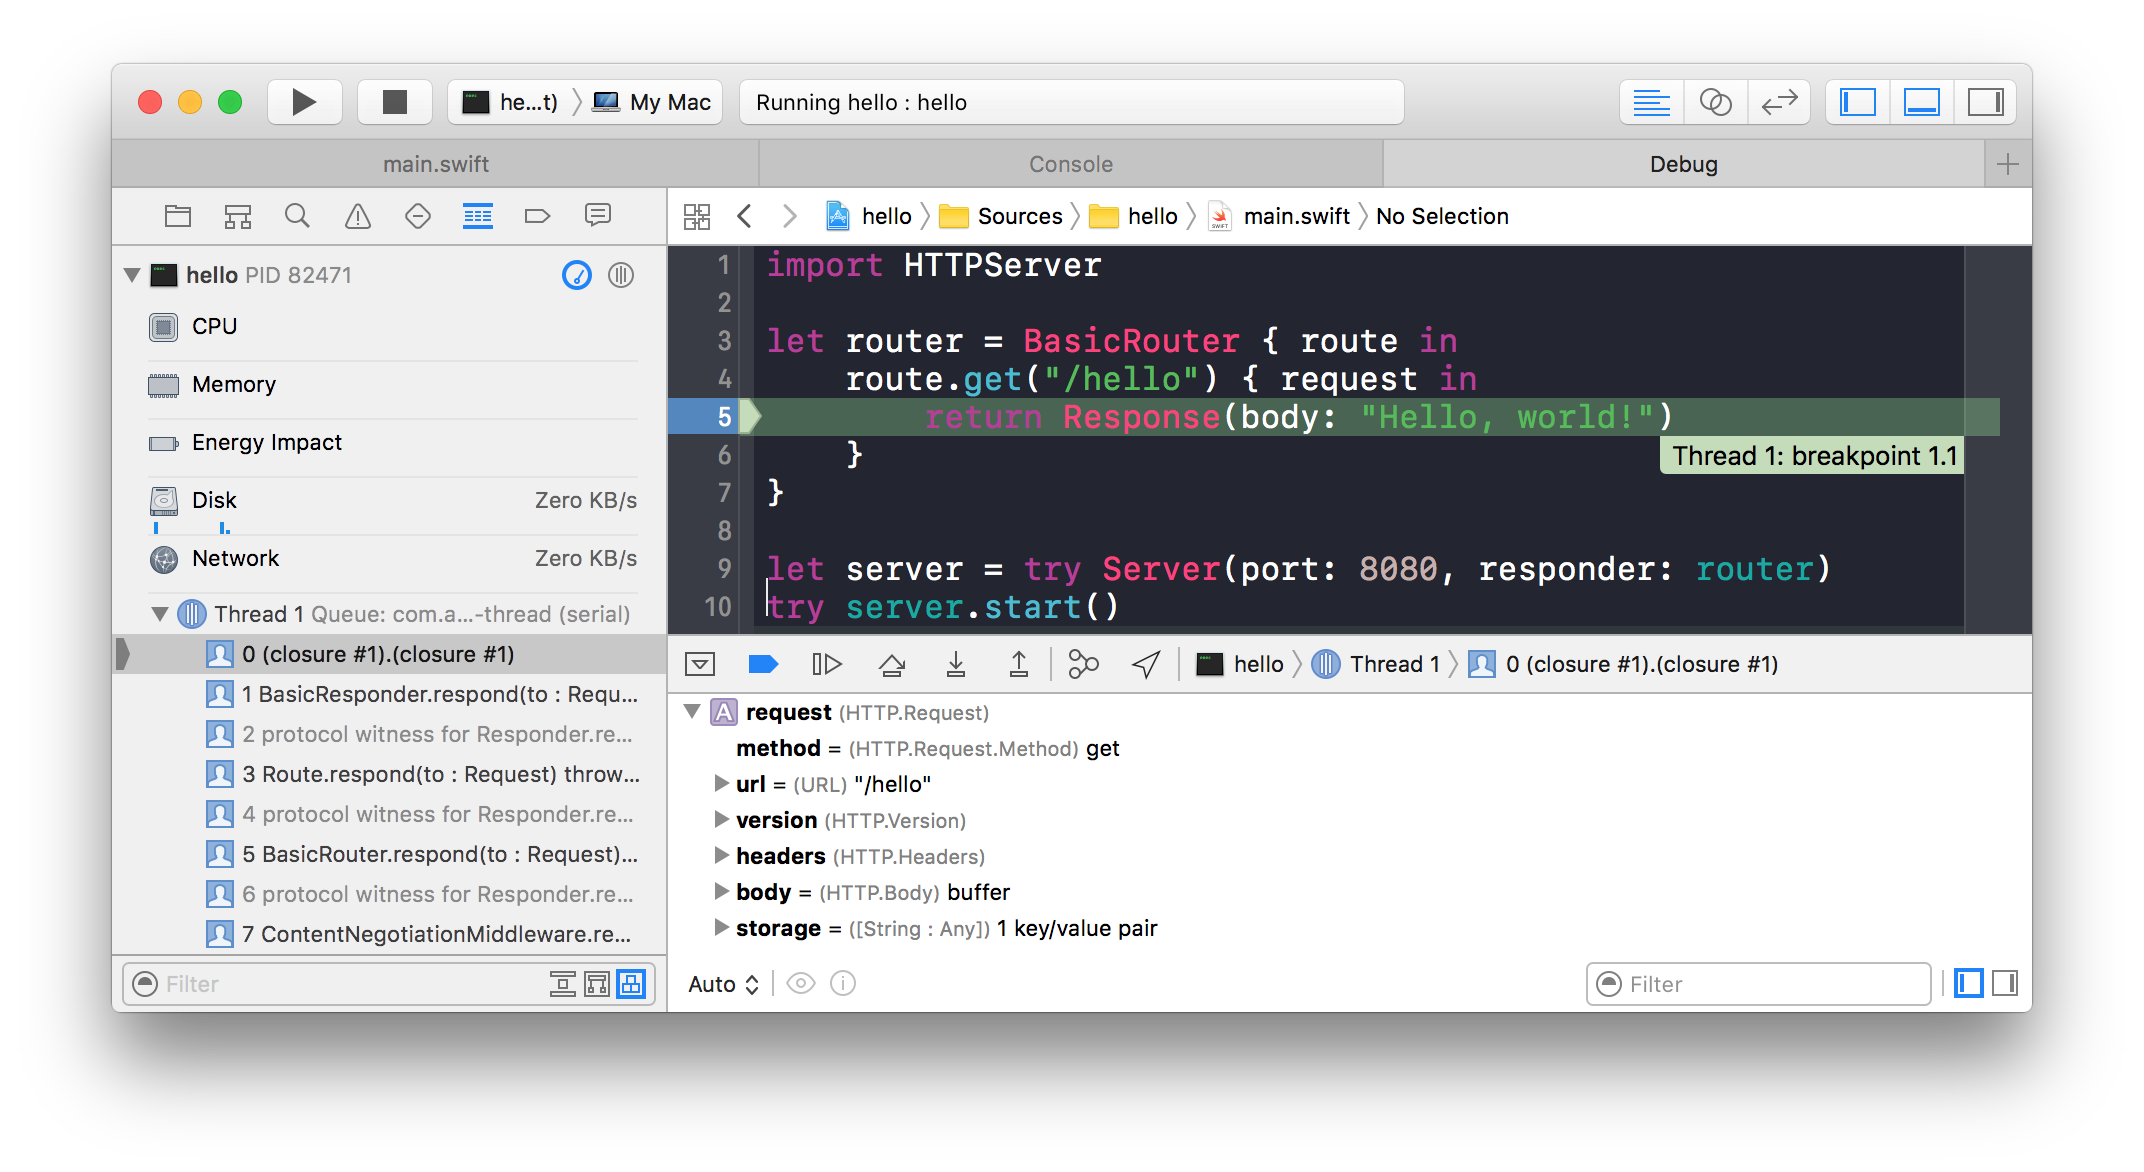 he...t) My Mac Running hello : hello
main.swift Console Debug
hello Sources hello main.swift No Selection
hello PID 82471
CPU
Memory
Energy Impact
Disk Zero KB/s
Network Zero KB/s
Thread 1 Queue: com.a...-thread (serial)
0 (closure #1).(closure #1)
1 BasicResponder.respond(to : Requ...
2 protocol witness for Responder.re...
3 Route.respond(to : Request) throw...
4 protocol witness for Responder.re...
5 BasicRouter.respond(to : Request)...
6 protocol witness for Responder.re...
7 ContentNegotiationMiddleware.re...
Filter
1 import HTTPServer
2
3 let router = BasicRouter { route in
4 route.get("/hello") { request in
5 return Response(body: "Hello, world!")
6 }
Thread 1: breakpoint 1.1
7 }
8
9 let server = try Server(port: 8080, responder: router)
10 try server.start()
hello Thread 1 0 (closure #1).(closure #1)
A request (HTTP.Request)
method = (HTTP.Request.Method) get
url = (URL) "/hello"
version (HTTP.Version)
headers (HTTP.Headers)
body = (HTTP.Body) buffer
storage = ([String : Any]) 1 key/value pair
Auto Filter